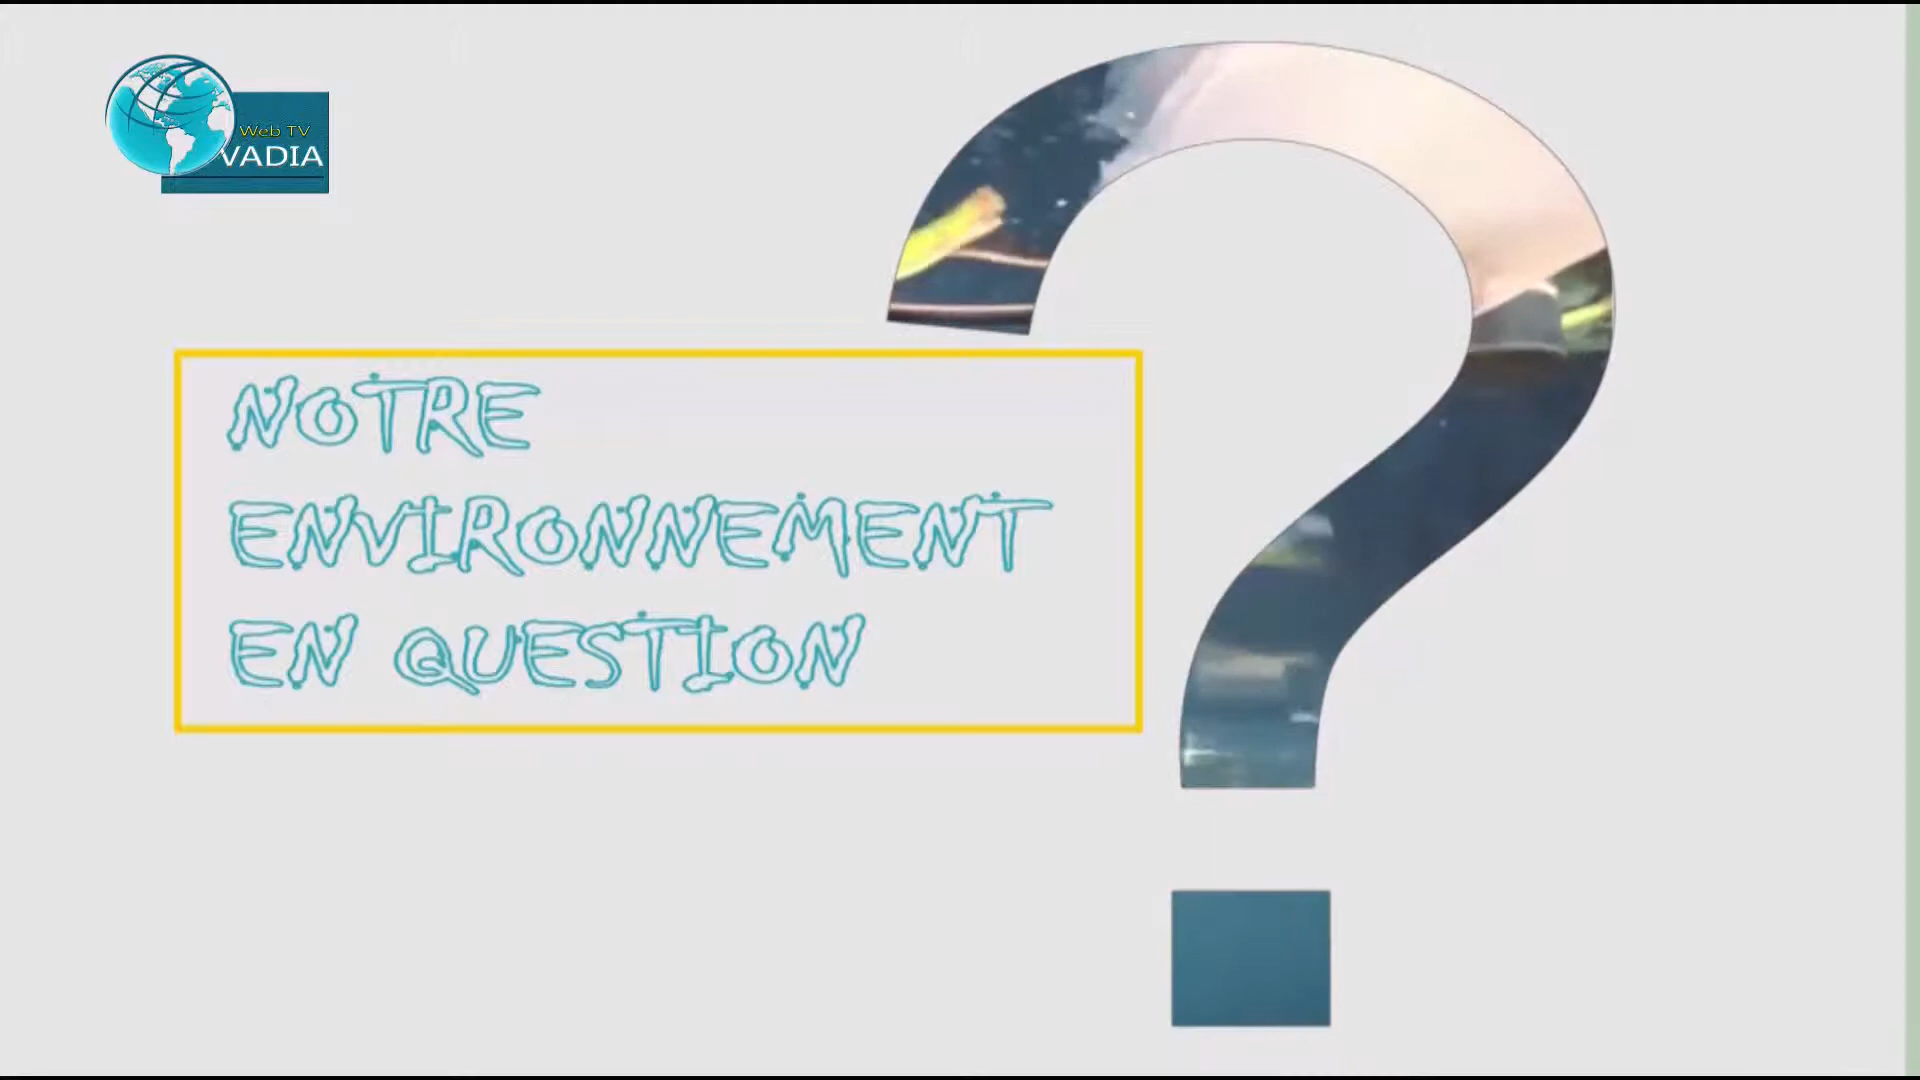 Web TV
VADIA
NOTRE
ENVIRONNEMENT
EN QUESTION
?